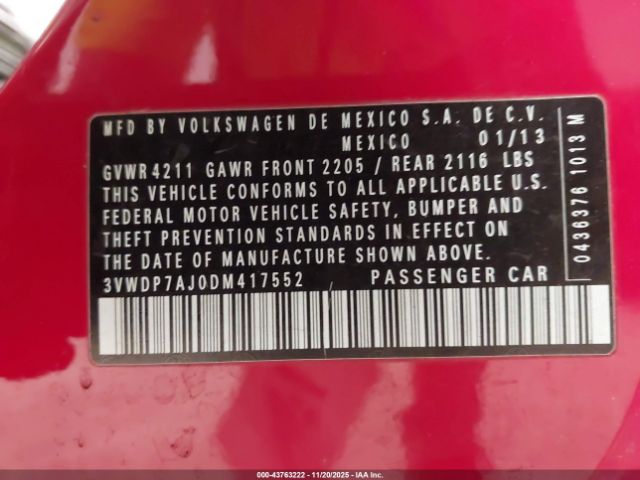 MFD BY VOLKSWAGEN DE MEXICO S.A. DE C.V.
MEXICO 01/13
GVWR 4211 GAWR FRONT 2205 / REAR 2116 LBS
THIS VEHICLE CONFORMS TO ALL APPLICABLE U.S.
FEDERAL MOTOR VEHICLE SAFETY, BUMPER AND
THEFT PREVENTION STANDARDS IN EFFECT ON
THE DATE OF MANUFACTURE SHOWN ABOVE.
3VWDP7AJ0DM417552 PASSENGER CAR
0436376 1013 M
000-43763222 - 11/20/2025 - IAA Inc.